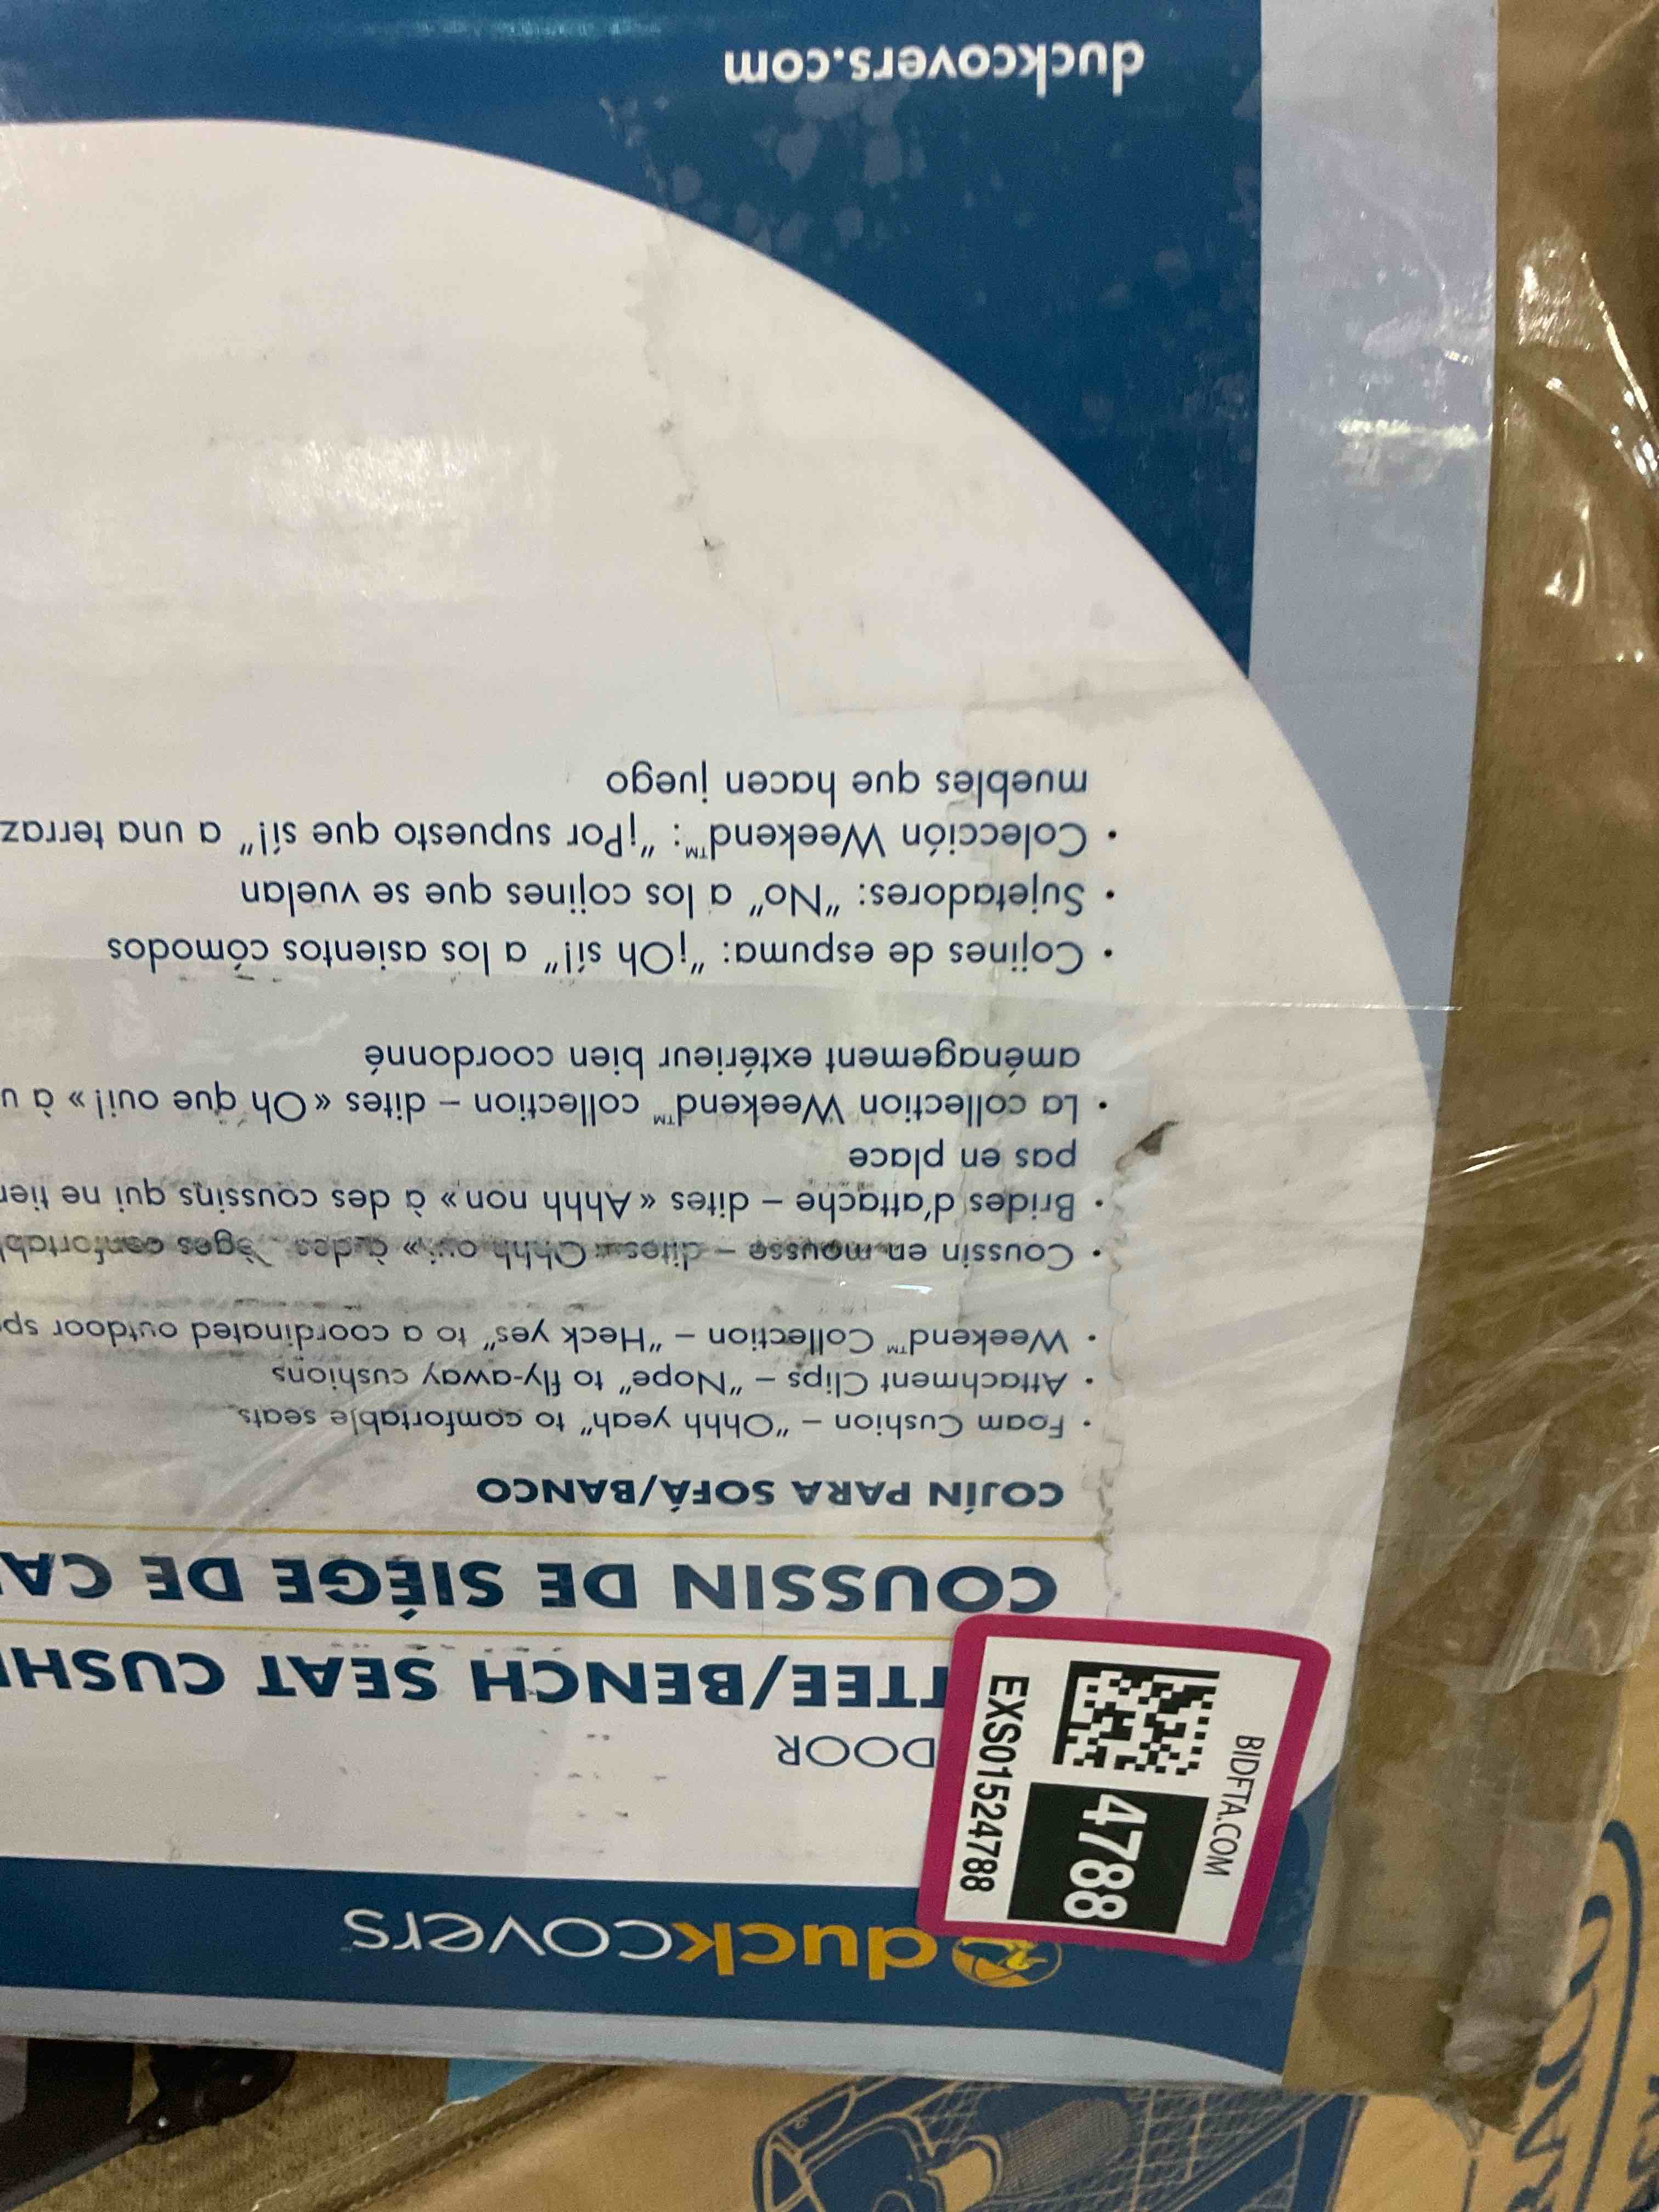 duckcovers
DOOR
TTEE/BENCH SEAT CUSHI
COUSSIN DE SIÈGE DE CA
COJÍN PARA SOFÁ/BANCO
• Foam Cushion – "Ohhh yeah" to comfortable seats
• Attachment Clips – "Nope" to fly-away cushions
• Weekend™ Collection – "Heck yes" to a coordinated outdoor sp
• Coussin en mousse – dites « Ohhh oui » à des confortabl
• Brides d'attache – dites « Ahhh non » à des coussins qui ne tien
pas en place
• La collection Weekend™ collection – dites « Oh que oui! » à u
aménagement extérieur bien coordonné
• Cojines de espuma: "¡Oh sí!" a los asientos cómodos
• Sujetadores: "No" a los cojines que se vuelan
• Colección Weekend™: "¡Por supuesto que sí!" a una terraz
muebles que hacen juego
duckcovers.com
BIDFTA.COM
4788
EXS01524788